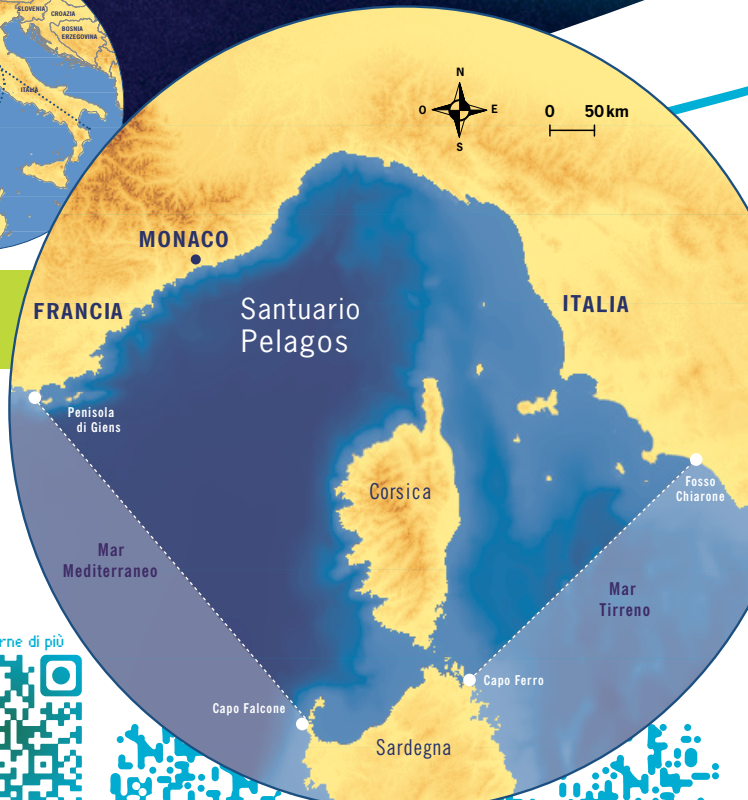 SLOVENIA
CROAZIA
BOSNIA
ERZEGOVINA
ITALIA
N
O
E
S
0 50 km
MONACO
FRANCIA
Santuario
Pelagos
ITALIA
Penisola
di Giens
Corsica
Fosso
Chiarone
Mar
Mediterraneo
Mar
Tirreno
rne di più
Capo Ferro
Capo Falcone
Sardegna